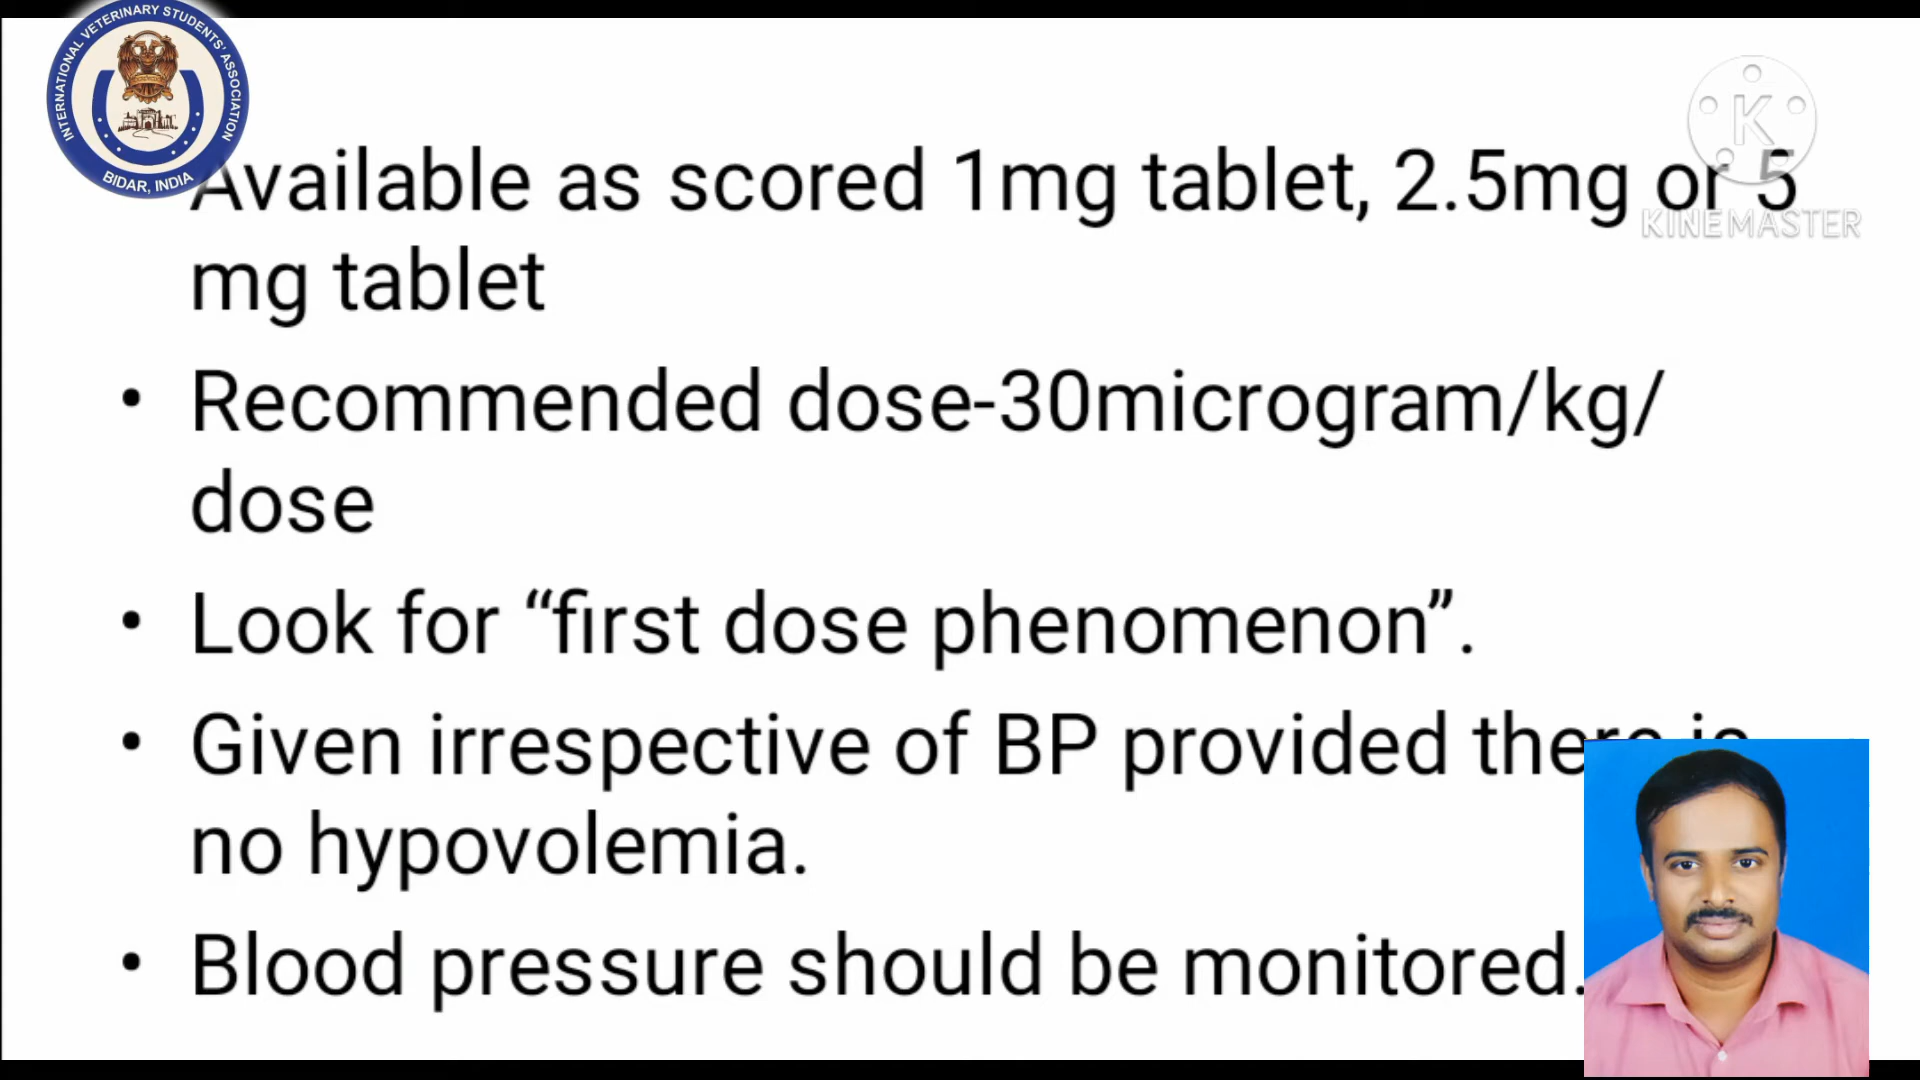 INTERNATIONAL VETERINARY STUDENTS' ASSOCIATION
BIDAR, INDIA
K
KINEMASTER
Available as scored 1mg tablet, 2.5mg or 5
mg tablet
• Recommended dose-30microgram/kg/
dose
• Look for “first dose phenomenon”.
• Given irrespective of BP provided there is
no hypovolemia.
• Blood pressure should be monitored.